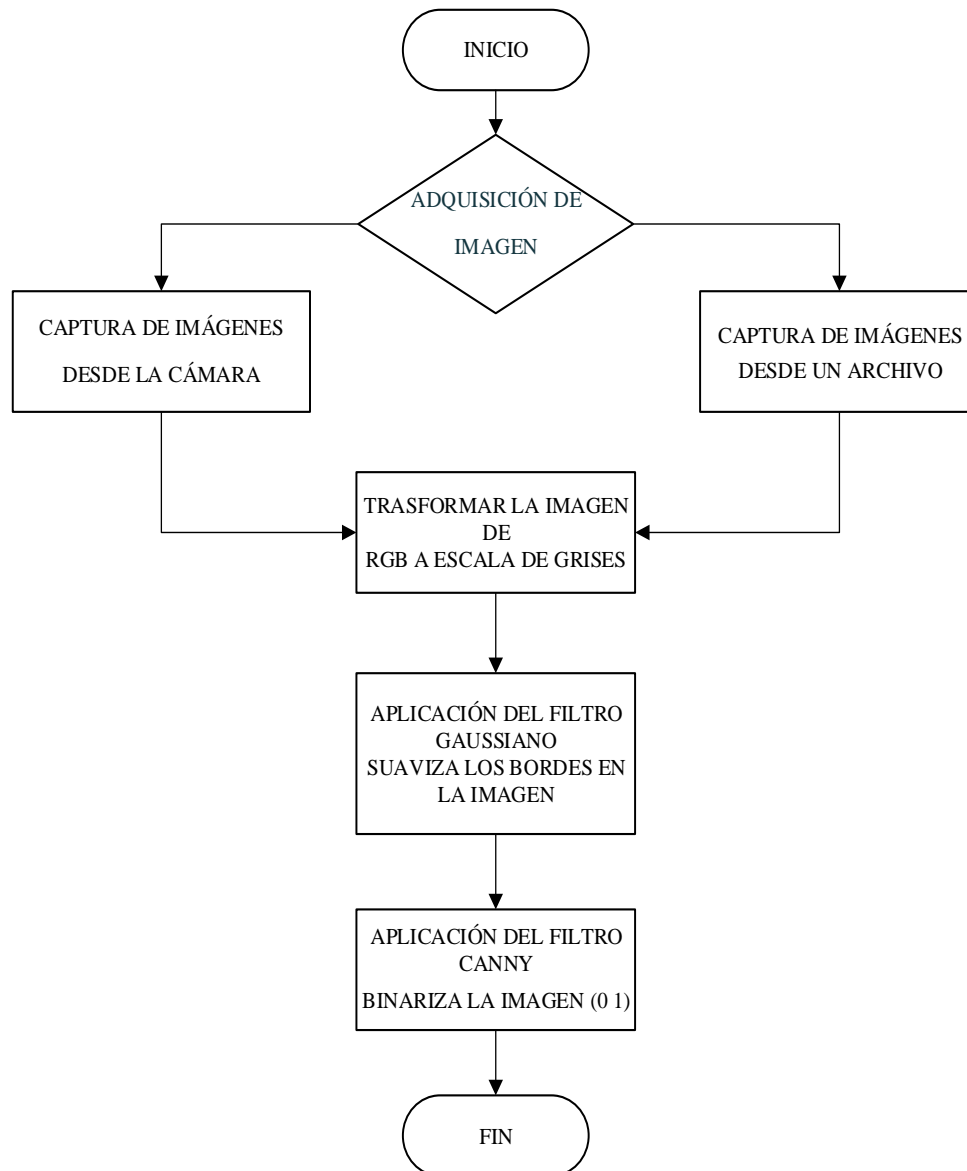 INICIO
ADQUISICIÓN DE
IMAGEN
CAPTURA DE IMÁGENES
DESDE LA CÁMARA
CAPTURA DE IMÁGENES
DESDE UN ARCHIVO
TRASFORMAR LA IMAGEN
DE
RGB A ESCALA DE GRISES
APLICACIÓN DEL FILTRO
GAUSSIANO
SUAVIZA LOS BORDES EN
LA IMAGEN
APLICACIÓN DEL FILTRO
CANNY
BINARIZA LA IMAGEN (0 1)
FIN